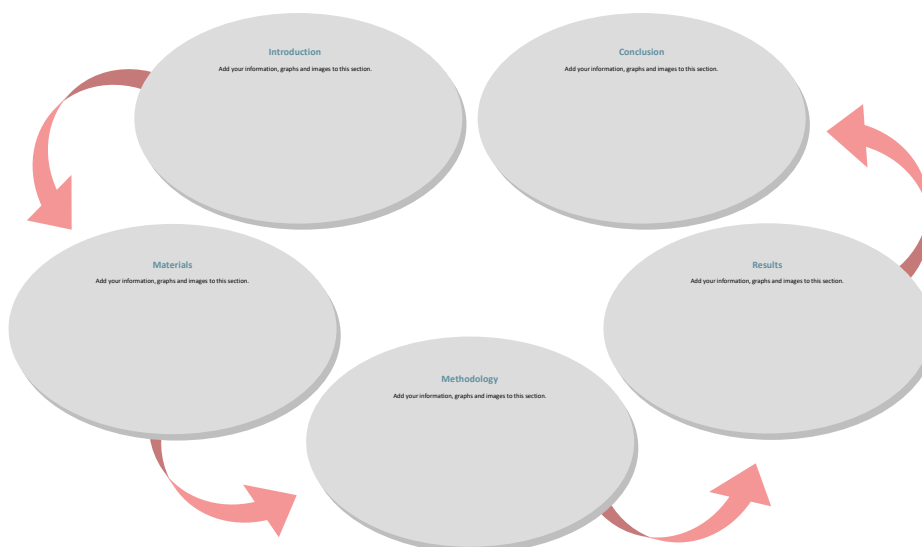 Introduction
Add your information, graphs and images to this section.
Conclusion
Add your information, graphs and images to this section.
Materials
Add your information, graphs and images to this section.
Results
Add your information, graphs and images to this section.
Methodology
Add your information, graphs and images to this section.